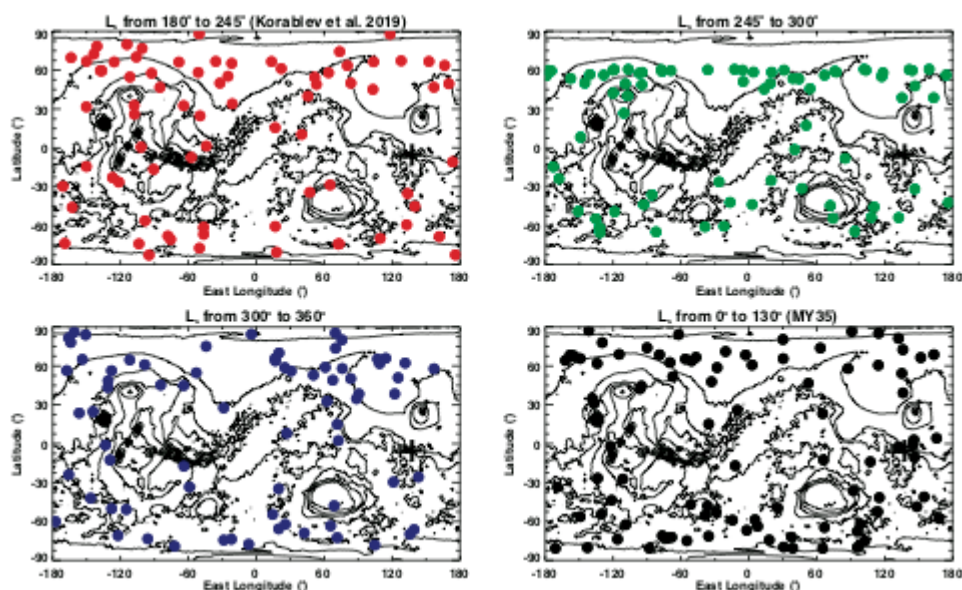 Lₛ from 180° to 245° (Korablev et al. 2019)
Lₛ from 245° to 300°
90
60
30
0
-30
-60
-90
Latitude (°)
-180 -120 -60 0 60 120 180
East Longitude (°)
90
60
30
0
-30
-60
-90
Latitude (°)
-180 -120 -60 0 60 120 180
East Longitude (°)
Lₛ from 300° to 360°
Lₛ from 0° to 130° (MY35)
90
60
30
0
-30
-60
-90
Latitude (°)
-180 -120 -60 0 60 120 180
East Longitude (°)
90
60
30
0
-30
-60
-90
Latitude (°)
-180 -120 -60 0 60 120 180
East Longitude (°)